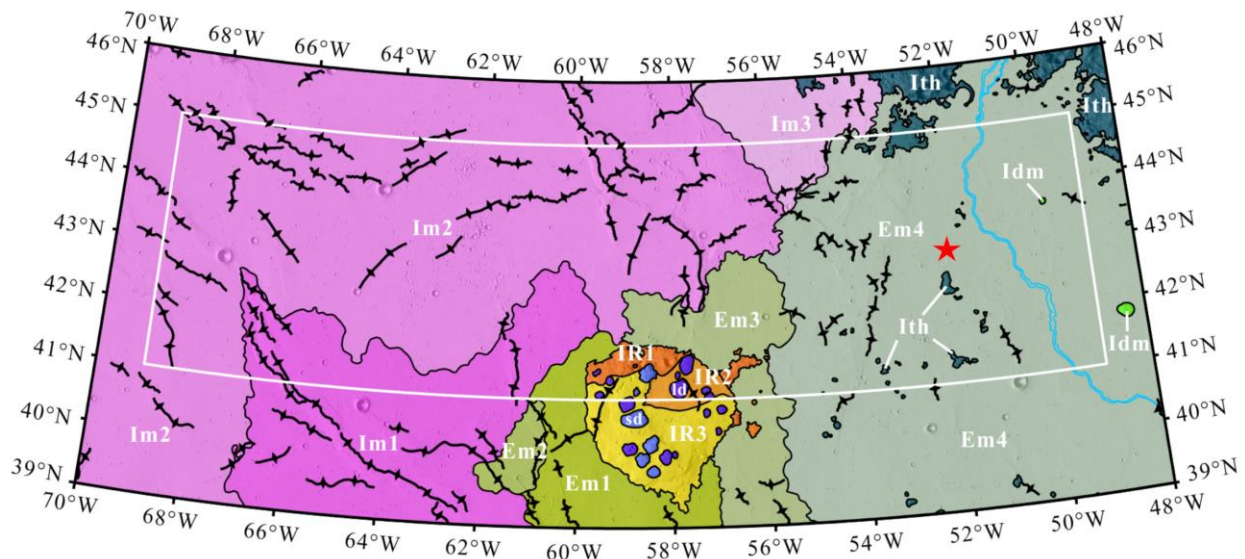 70°W 68°W 66°W 64°W 62°W 60°W 58°W 56°W 54°W 52°W 50°W 48°W
46°N 46°N
45°N 45°N
44°N 44°N
43°N 43°N
42°N 42°N
41°N 41°N
40°N 40°N
39°N 39°N
Ith
Ith
Im3
Idm
Im2
Em4
Ith
Idm
Em3
IR1
IR2
ld
sd
IR3
Im2
Im1
Em2
Em1
Em4
70°W 68°W 66°W 64°W 62°W 60°W 58°W 56°W 54°W 52°W 50°W 48°W